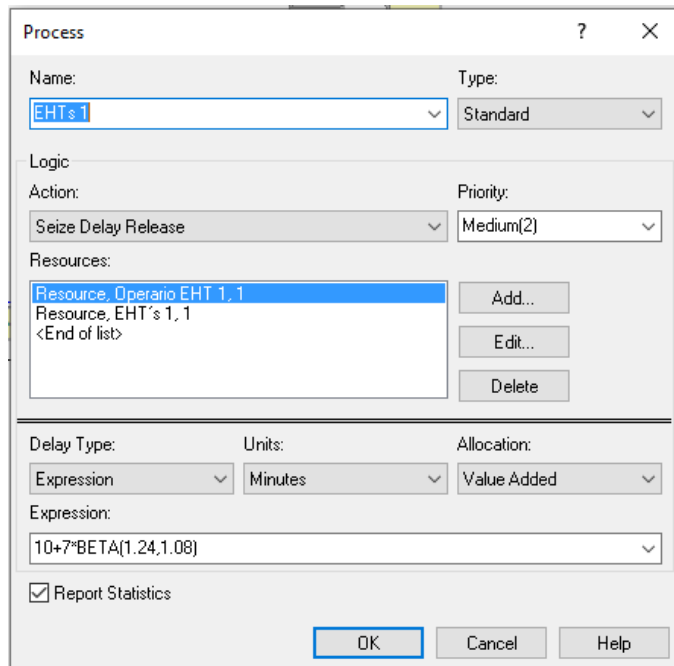 Process ? ✕
Name: Type:
EHTs 1 Standard
Logic
Action: Priority:
Seize Delay Release Medium(2)
Resources:
Resource, Operario EHT 1, 1
Resource, EHT´s 1, 1
<End of list>
Add...
Edit...
Delete
Delay Type: Units: Allocation:
Expression Minutes Value Added
Expression:
10+7*BETA(1.24,1.08)
Report Statistics
OK Cancel Help